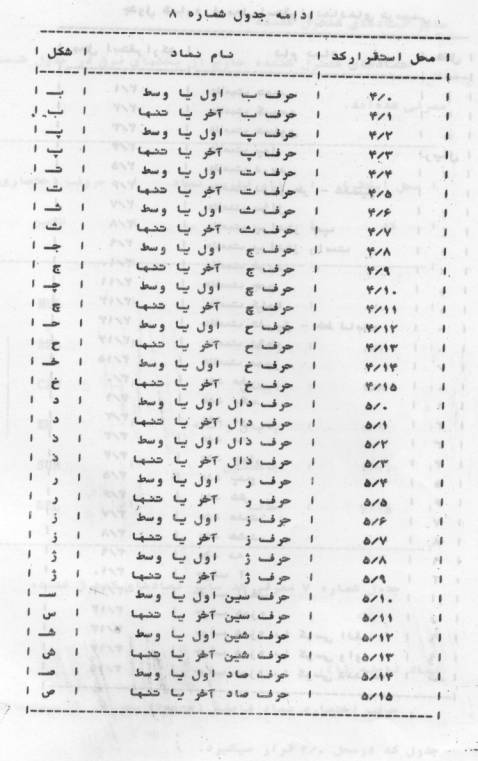 ادامه جدول شماره ۸
ا محل استقرارکد ا نام نماد ا شکل ا
ا ۴/۰ ا حرف ب اول یا وسط ا بـ ا
ا ۴/۱ ا حرف ب آخر یا تنها ا ب ا
ا ۴/۲ ا حرف پ اول یا وسط ا پـ ا
ا ۴/۳ ا حرف پ آخر یا تنها ا پ ا
ا ۴/۴ ا حرف ت اول یا وسط ا تـ ا
ا ۴/۵ ا حرف ت آخر یا تنها ا ت ا
ا ۴/۶ ا حرف ث اول یا وسط ا ثـ ا
ا ۴/۷ ا حرف ث آخر یا تنها ا ث ا
ا ۴/۸ ا حرف ج اول یا وسط ا جـ ا
ا ۴/۹ ا حرف ج آخر یا تنها ا ج ا
ا ۴/۱۰ ا حرف چ اول یا وسط ا چـ ا
ا ۴/۱۱ ا حرف چ آخر یا تنها ا چ ا
ا ۴/۱۲ ا حرف ح اول یا وسط ا حـ ا
ا ۴/۱۳ ا حرف ح آخر یا تنها ا ح ا
ا ۴/۱۴ ا حرف خ اول یا وسط ا خـ ا
ا ۴/۱۵ ا حرف خ آخر یا تنها ا خ ا
ا ۵/۰ ا حرف دال اول یا وسط ا د ا
ا ۵/۱ ا حرف دال آخر یا تنها ا د ا
ا ۵/۲ ا حرف ذال اول یا وسط ا ذ ا
ا ۵/۳ ا حرف ذال آخر یا تنها ا ذ ا
ا ۵/۴ ا حرف ر اول یا وسط ا ر ا
ا ۵/۵ ا حرف ر آخر یا تنها ا ر ا
ا ۵/۶ ا حرف ز اول یا وسط ا ز ا
ا ۵/۷ ا حرف ز آخر یا تنها ا ز ا
ا ۵/۸ ا حرف ژ اول یا وسط ا ژ ا
ا ۵/۹ ا حرف ژ آخر یا تنها ا ژ ا
ا ۵/۱۰ ا حرف سین اول یا وسط ا سـ ا
ا ۵/۱۱ ا حرف سین آخر یا تنها ا س ا
ا ۵/۱۲ ا حرف شین اول یا وسط ا شـ ا
ا ۵/۱۳ ا حرف شین آخر یا تنها ا ش ا
ا ۵/۱۴ ا حرف صاد اول یا وسط ا صـ ا
ا ۵/۱۵ ا حرف صاد آخر یا تنها ا ص ا